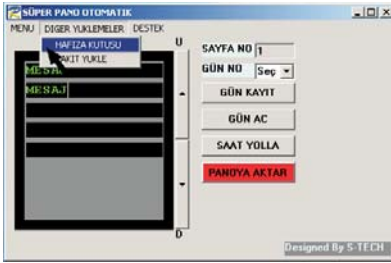 SÜPER PANO OTOMATIK
MENU DIGER YUKLEMELER DESTEK
HAFIZA KUTUSU
VAKIT YUKLE
U
MESAJ
MESAJ
D
SAYFA NO 1
GÜN NO Seç
GÜN KAYIT
GÜN AC
SAAT YOLLA
PANOYA AKTAR
Designed By S-TECH